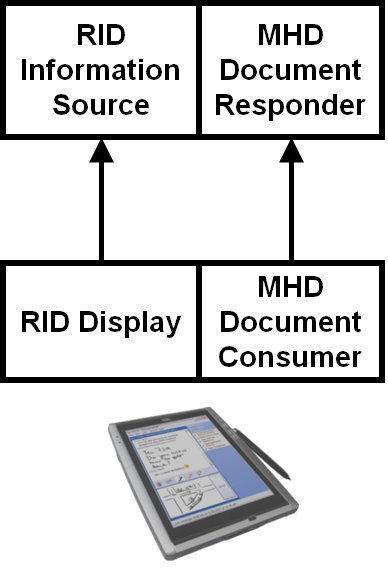 RID
Information
Source
MHD
Document
Responder
RID Display
MHD
Document
Consumer